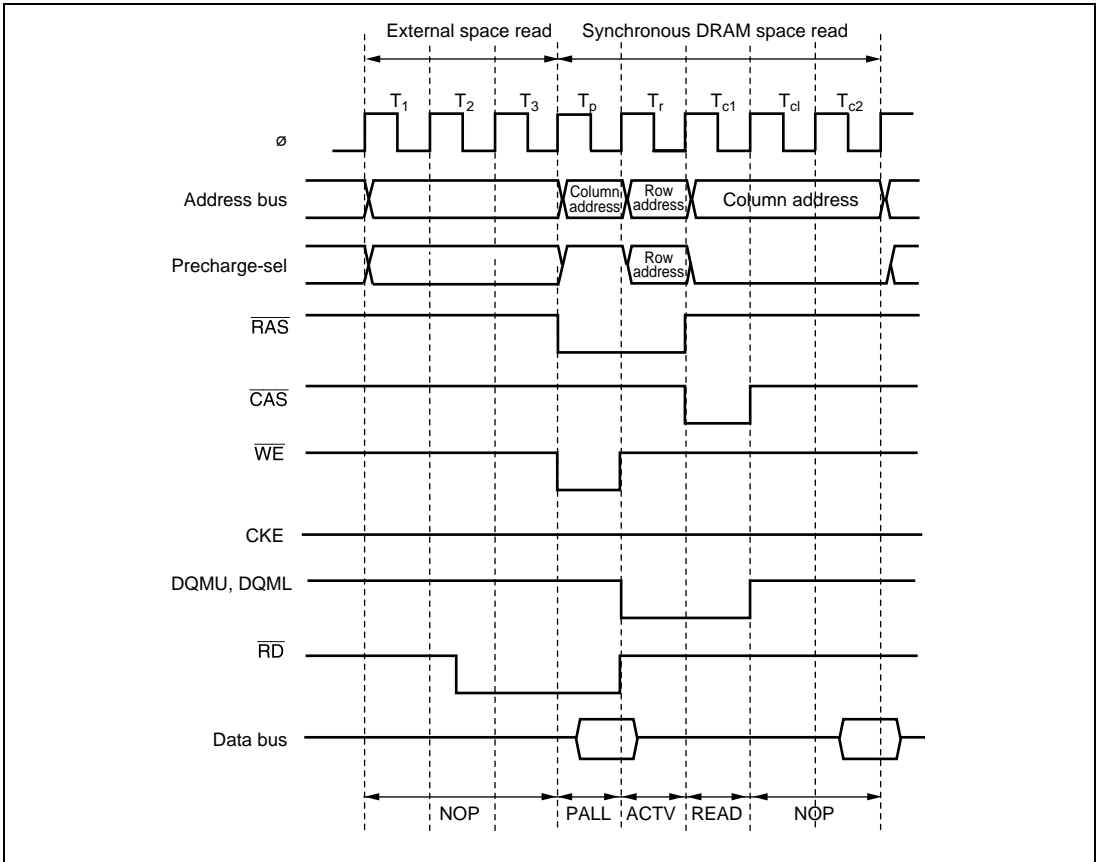 External space read Synchronous DRAM space read
T1 T2 T3 Tp Tr Tc1 Tcl Tc2
ø
Address bus Column address Row address Column address
Precharge-sel Row address
RAS
CAS
WE
CKE
DQMU, DQML
RD
Data bus
NOP PALL ACTV READ NOP